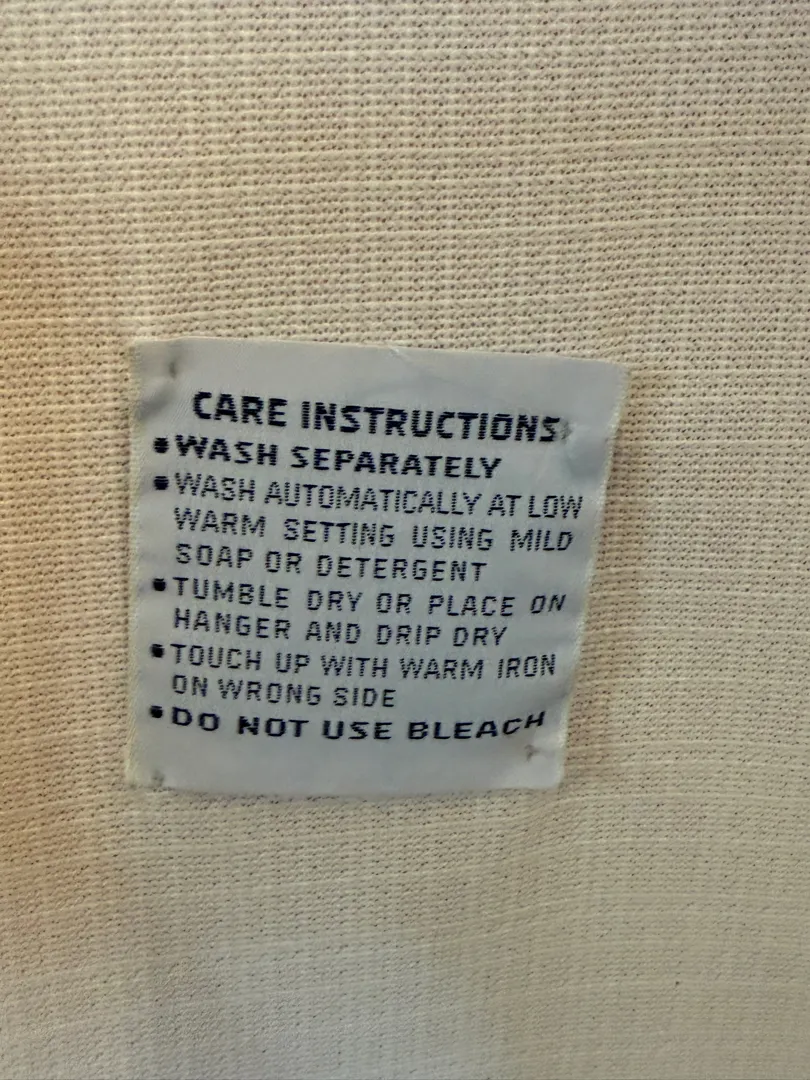 CARE INSTRUCTIONS
• WASH SEPARATELY
• WASH AUTOMATICALLY AT LOW
WARM SETTING USING MILD
SOAP OR DETERGENT
• TUMBLE DRY OR PLACE ON
HANGER AND DRIP DRY
• TOUCH UP WITH WARM IRON
ON WRONG SIDE
• DO NOT USE BLEACH